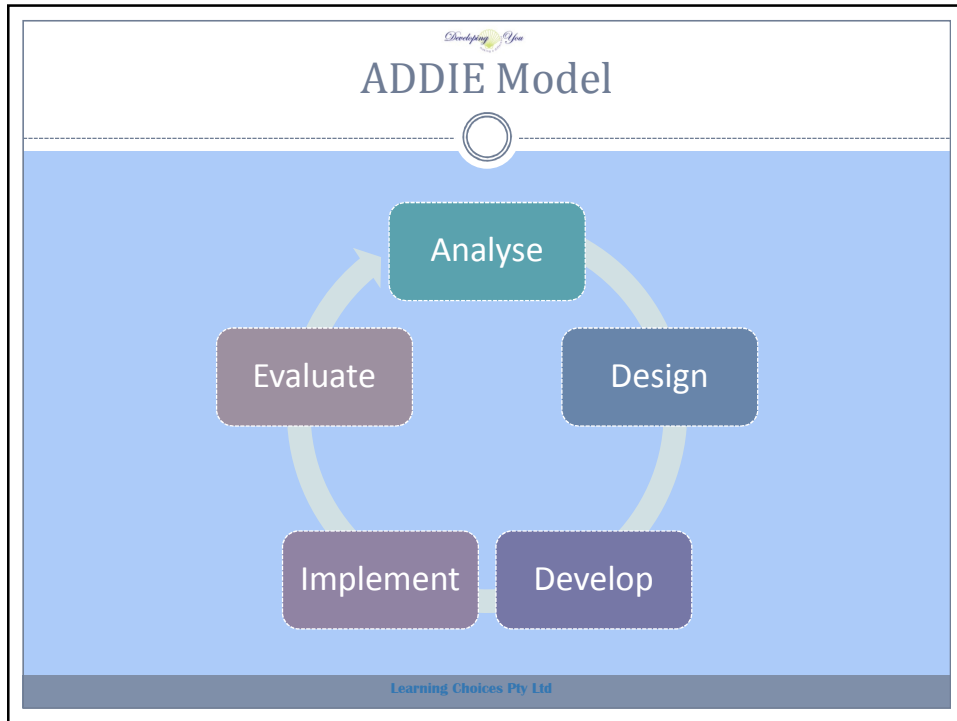 Developing You
ADDIE Model
Analyse
Design
Develop
Implement
Evaluate
Learning Choices Pty Ltd